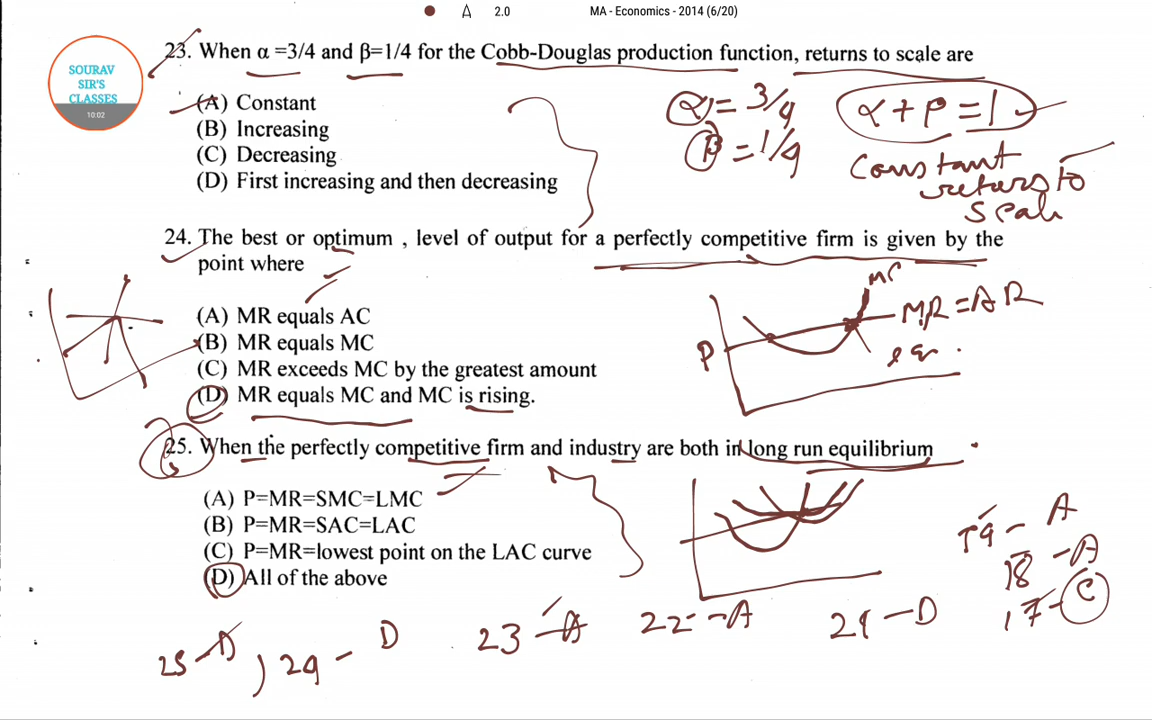 MA - Economics - 2014 (6/20)
2.0
SOURAV
SIR'S
CLASSES
10:02
23. When α =3/4 and β=1/4 for the Cobb-Douglas production function, returns to scale are
(A) Constant
(B) Increasing
(C) Decreasing
(D) First increasing and then decreasing
α = 3/4
β = 1/4
α + β = 1
Constant
returns to
scale
24. The best or optimum , level of output for a perfectly competitive firm is given by the
point where
(A) MR equals AC
(B) MR equals MC
(C) MR exceeds MC by the greatest amount
(D) MR equals MC and MC is rising.
MC
MR = AR
P
25. When the perfectly competitive firm and industry are both in long run equilibrium
(A) P=MR=SMC=LMC
(B) P=MR=SAC=LAC
(C) P=MR=lowest point on the LAC curve
(D) All of the above
19 - A
18 - A
17 - C
25 - D , 24 - D 23 - A 22 - A 21 - D